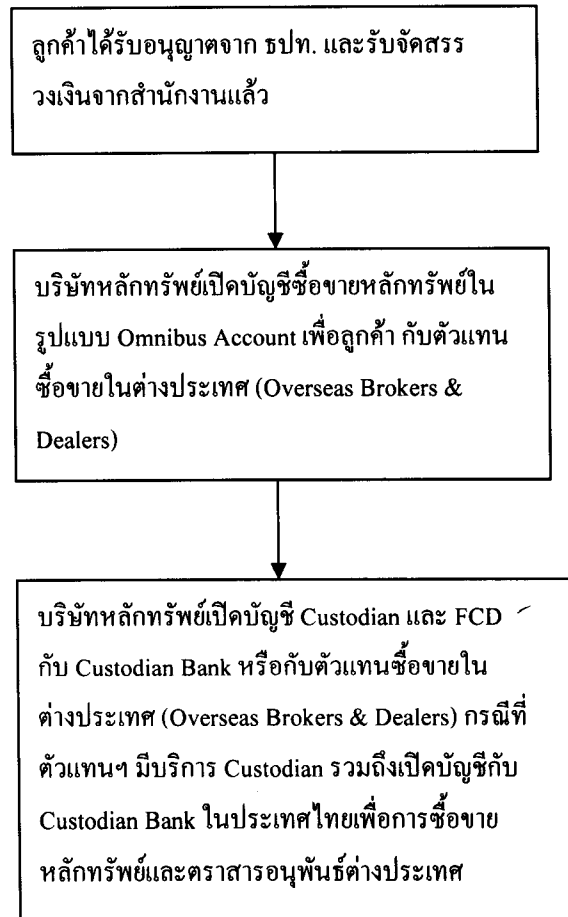 ลูกค้าได้รับอนุญาตจาก ธปท. และรับจัดสรร
วงเงินจากสำนักงานแล้ว
บริษัทหลักทรัพย์เปิดบัญชีซื้อขายหลักทรัพย์ใน
รูปแบบ Omnibus Account เพื่อลูกค้า กับตัวแทน
ซื้อขายในต่างประเทศ (Overseas Brokers &
Dealers)
บริษัทหลักทรัพย์เปิดบัญชี Custodian และ FCD
กับ Custodian Bank หรือกับตัวแทนซื้อขายใน
ต่างประเทศ (Overseas Brokers & Dealers) กรณีที่
ตัวแทนฯ มีบริการ Custodian รวมถึงเปิดบัญชีกับ
Custodian Bank ในประเทศไทยเพื่อการซื้อขาย
หลักทรัพย์และตราสารอนุพันธ์ต่างประเทศ